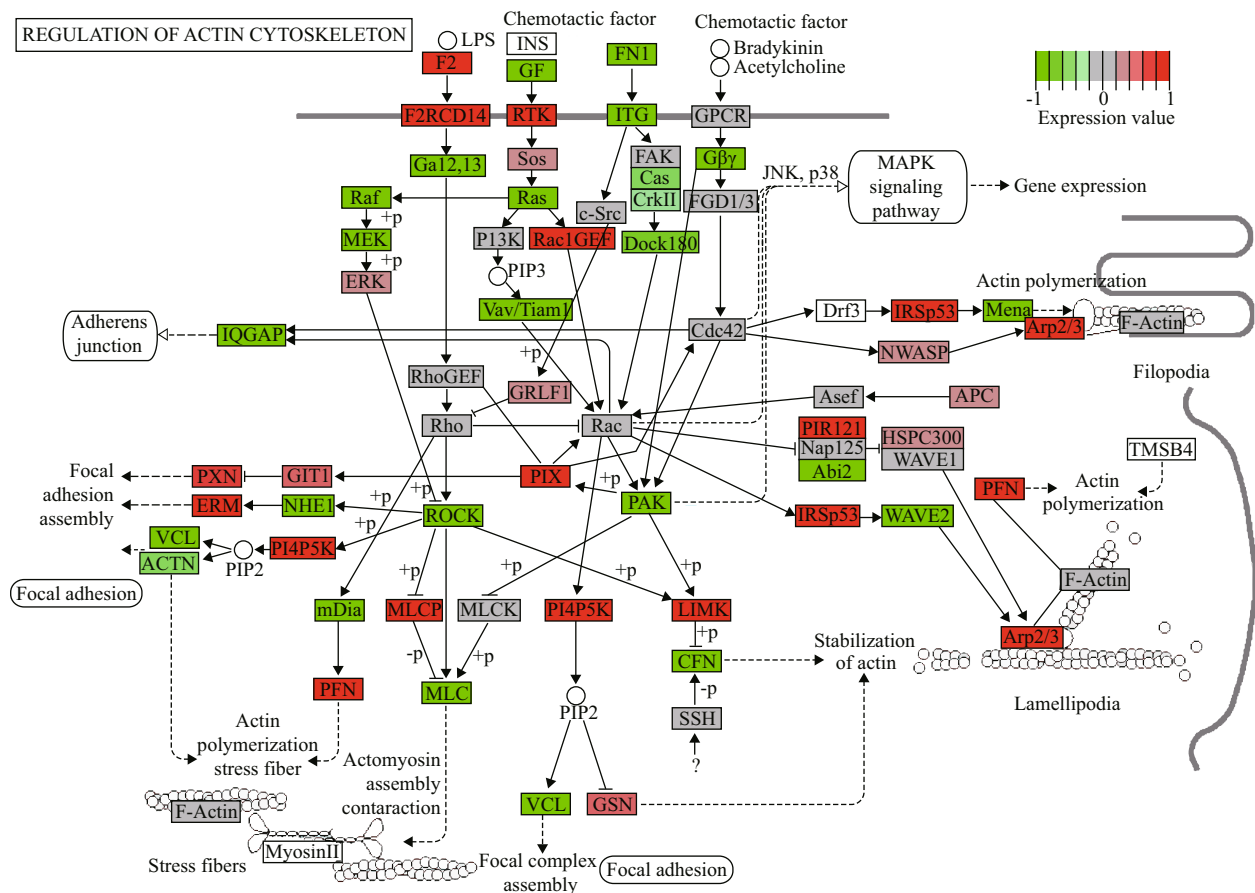 REGULATION OF ACTIN CYTOSKELETON
LPS
Chemotactic factor
INS
FN1
Chemotactic factor
Bradykinin
Acetylcholine
F2
GF
-1 0 1
Expression value
F2RCD14
RTK
ITG
GPCR
Ga12,13
Sos
FAK
Cas
CrkII
Gβγ
JNK, p38
MAPK
signaling
pathway
Gene expression
Raf
Ras
c-Src
FGD1/3
+p
MEK
P13K
Rac1GEF
Dock180
+p
ERK
PIP3
Vav/Tiam1
Actin polymerization
Adherens
junction
IQGAP
Cdc42
Drf3
IRSp53
Mena
Arp2/3
F-Actin
+p
NWASP
Filopodia
RhoGEF
GRLF1
Asef
APC
Rho
Rac
PIR121
Nap125
Abi2
HSPC300
WAVE1
TMSB4
Focal
adhesion
assembly
PXN
GIT1
PIX
+p
PAK
PFN
Actin
polymerization
ERM
NHE1
+p
+p
ROCK
IRSp53
WAVE2
VCL
ACTN
PIP2
PI4P5K
+p
Focal adhesion
+p
+p
+p
+p
F-Actin
mDia
MLCP
MLCK
PI4P5K
LIMK
-p
+p
+p
Arp2/3
Stabilization
of actin
CFN
PFN
MLC
-p
Lamellipodia
PIP2
SSH
?
Actin
polymerization
stress fiber
Actomyosin
assembly
contaraction
F-Actin
VCL
GSN
Stress fibers
MyosinII
Focal complex
assembly
Focal adhesion